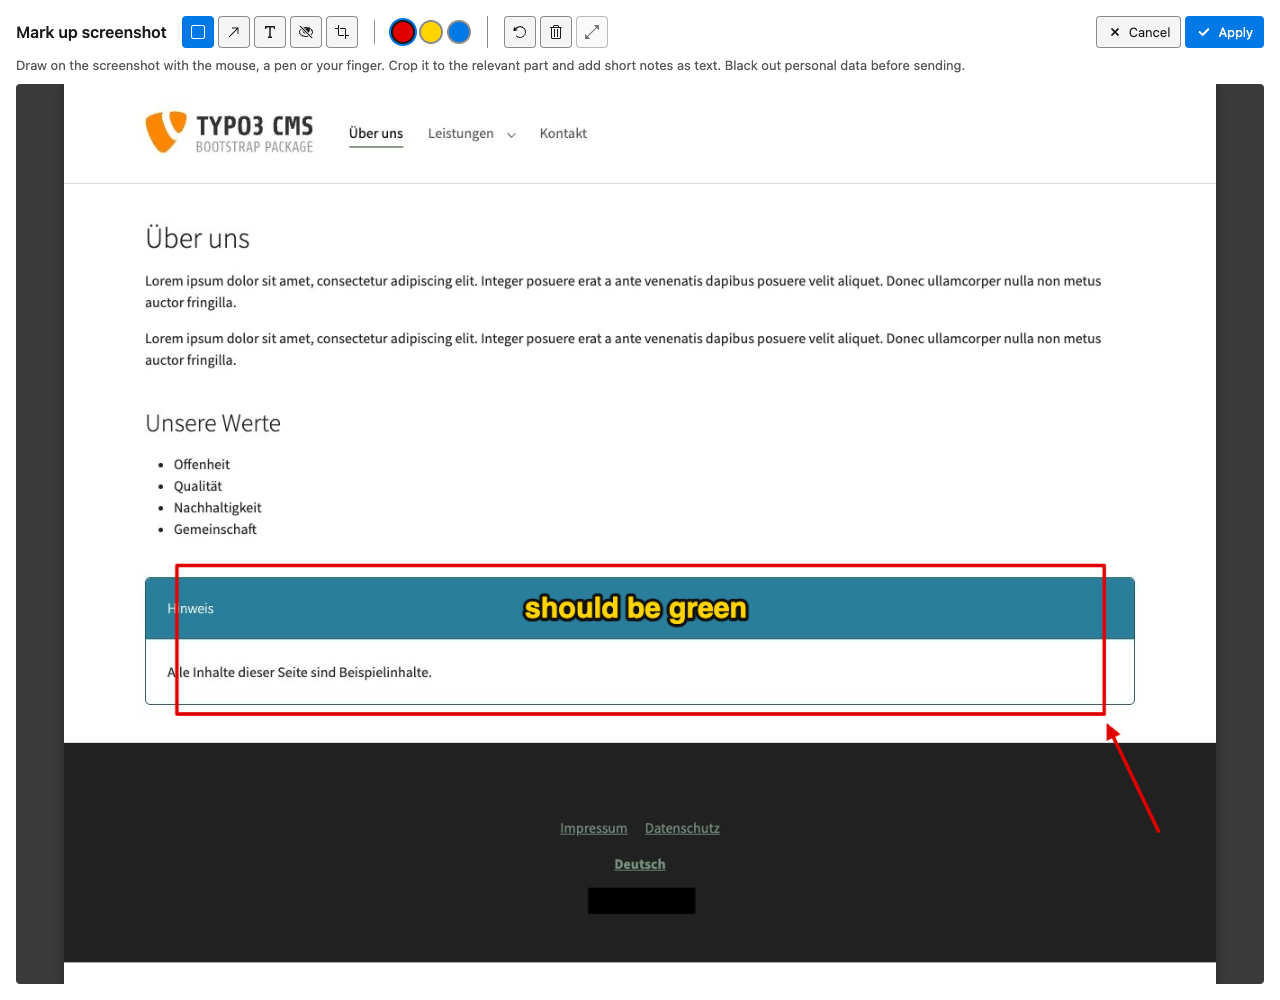 Mark up screenshot
T
Cancel
Apply
Draw on the screenshot with the mouse, a pen or your finger. Crop it to the relevant part and add short notes as text. Black out personal data before sending.
TYPO3 CMS
BOOTSTRAP PACKAGE
Über uns
Leistungen
Kontakt
Über uns
Lorem ipsum dolor sit amet, consectetur adipiscing elit. Integer posuere erat a ante venenatis dapibus posuere velit aliquet. Donec ullamcorper nulla non metus
auctor fringilla.
Lorem ipsum dolor sit amet, consectetur adipiscing elit. Integer posuere erat a ante venenatis dapibus posuere velit aliquet. Donec ullamcorper nulla non metus
auctor fringilla.
Unsere Werte
Offenheit
Qualität
Nachhaltigkeit
Gemeinschaft
Hinweis
should be green
Alle Inhalte dieser Seite sind Beispielinhalte.
Impressum
Datenschutz
Deutsch